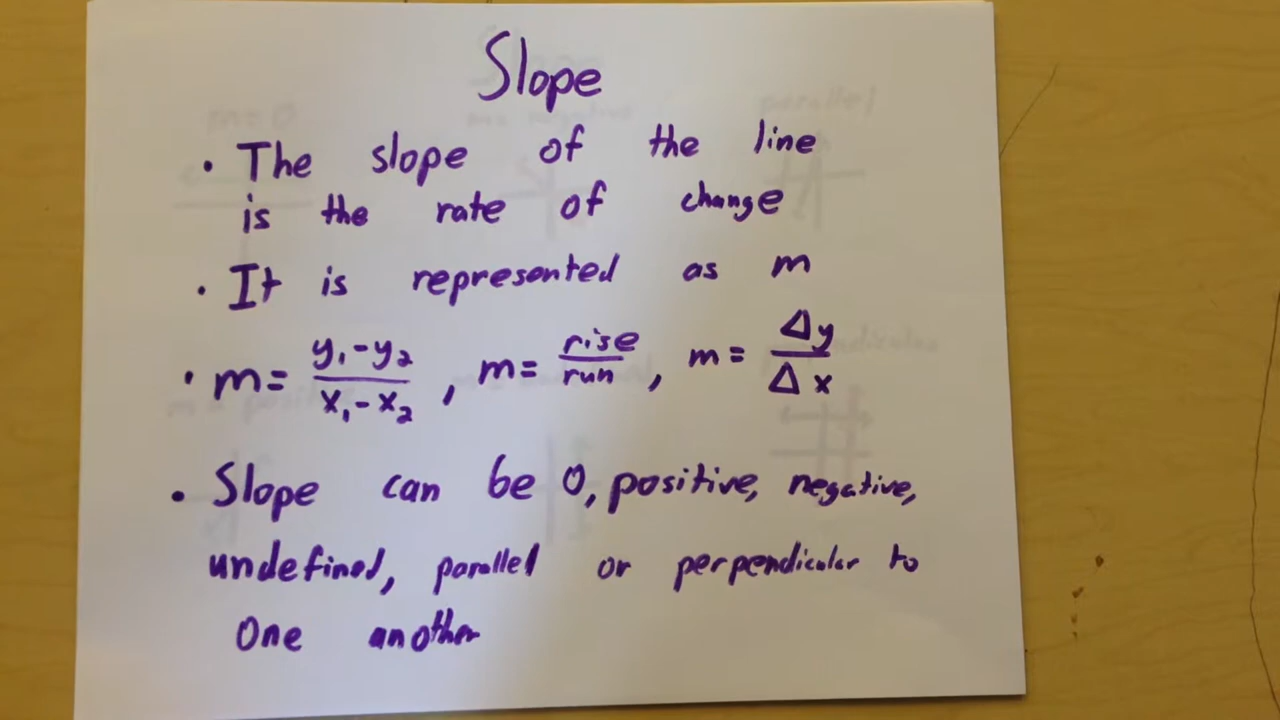 Slope
• The slope of the line
is the rate of change
• It is represented as m
• m = y₁-y₂/x₁-x₂, m = rise/run, m = Δy/Δx
• Slope can be 0, positive, negative,
undefined, parallel or perpendicular to
one another